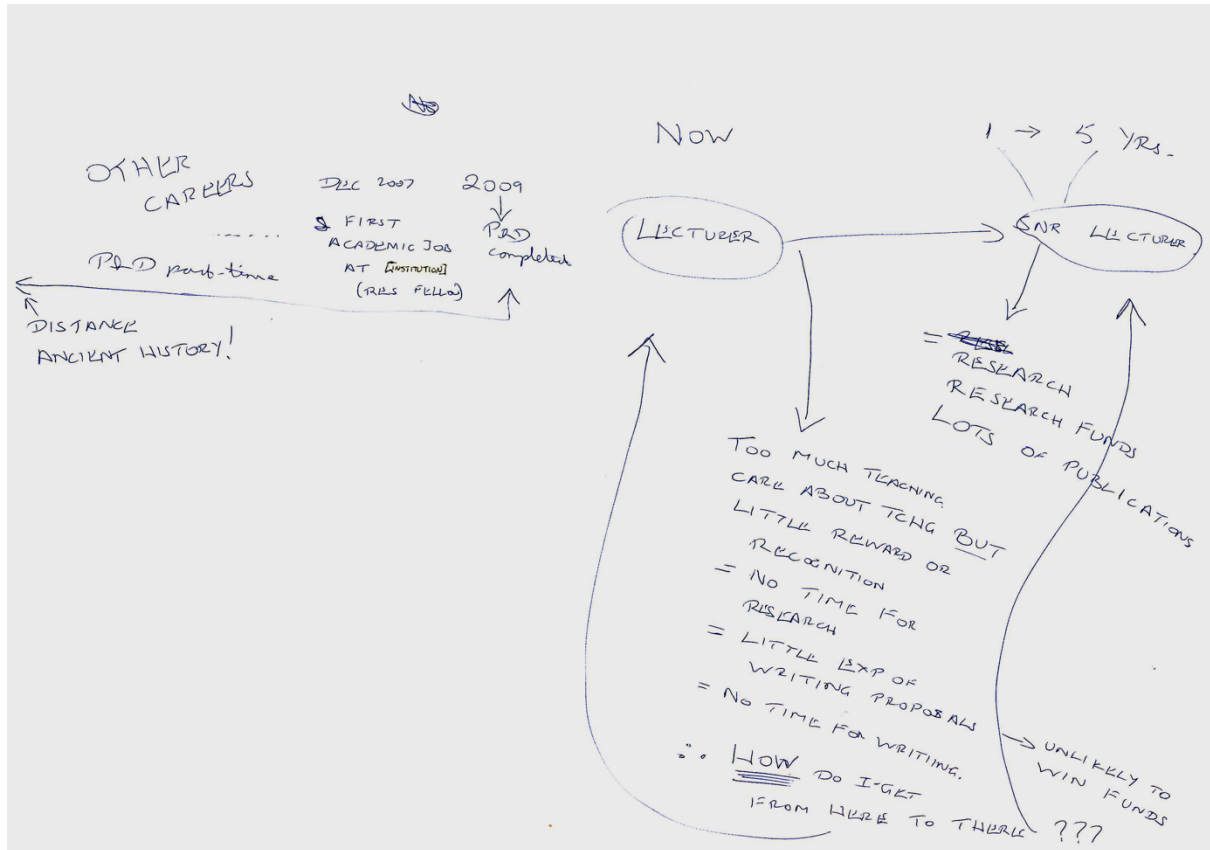 OTHER
CAREERS
......
PhD part-time
DISTANCE
ANCIENT HISTORY!
DEC 2007
FIRST
ACADEMIC JOB
AT [INSTITUTION]
(RES FELLOW)
2009
PhD
completed
NOW
LECTURER
TOO MUCH TEACHING
CARE ABOUT TCHG BUT
LITTLE REWARD OR
RECOGNITION
= NO TIME FOR
RESEARCH
= LITTLE EXP OF
WRITING PROPOSALS
= NO TIME FOR WRITING.
∴ HOW DO I GET
FROM HERE TO THERE ???
→ UNLIKELY TO
WIN FUNDS
1 → 5 YRS.
SNR LECTURER
=
RESEARCH
RESEARCH FUNDS
LOTS OF PUBLICATIONS